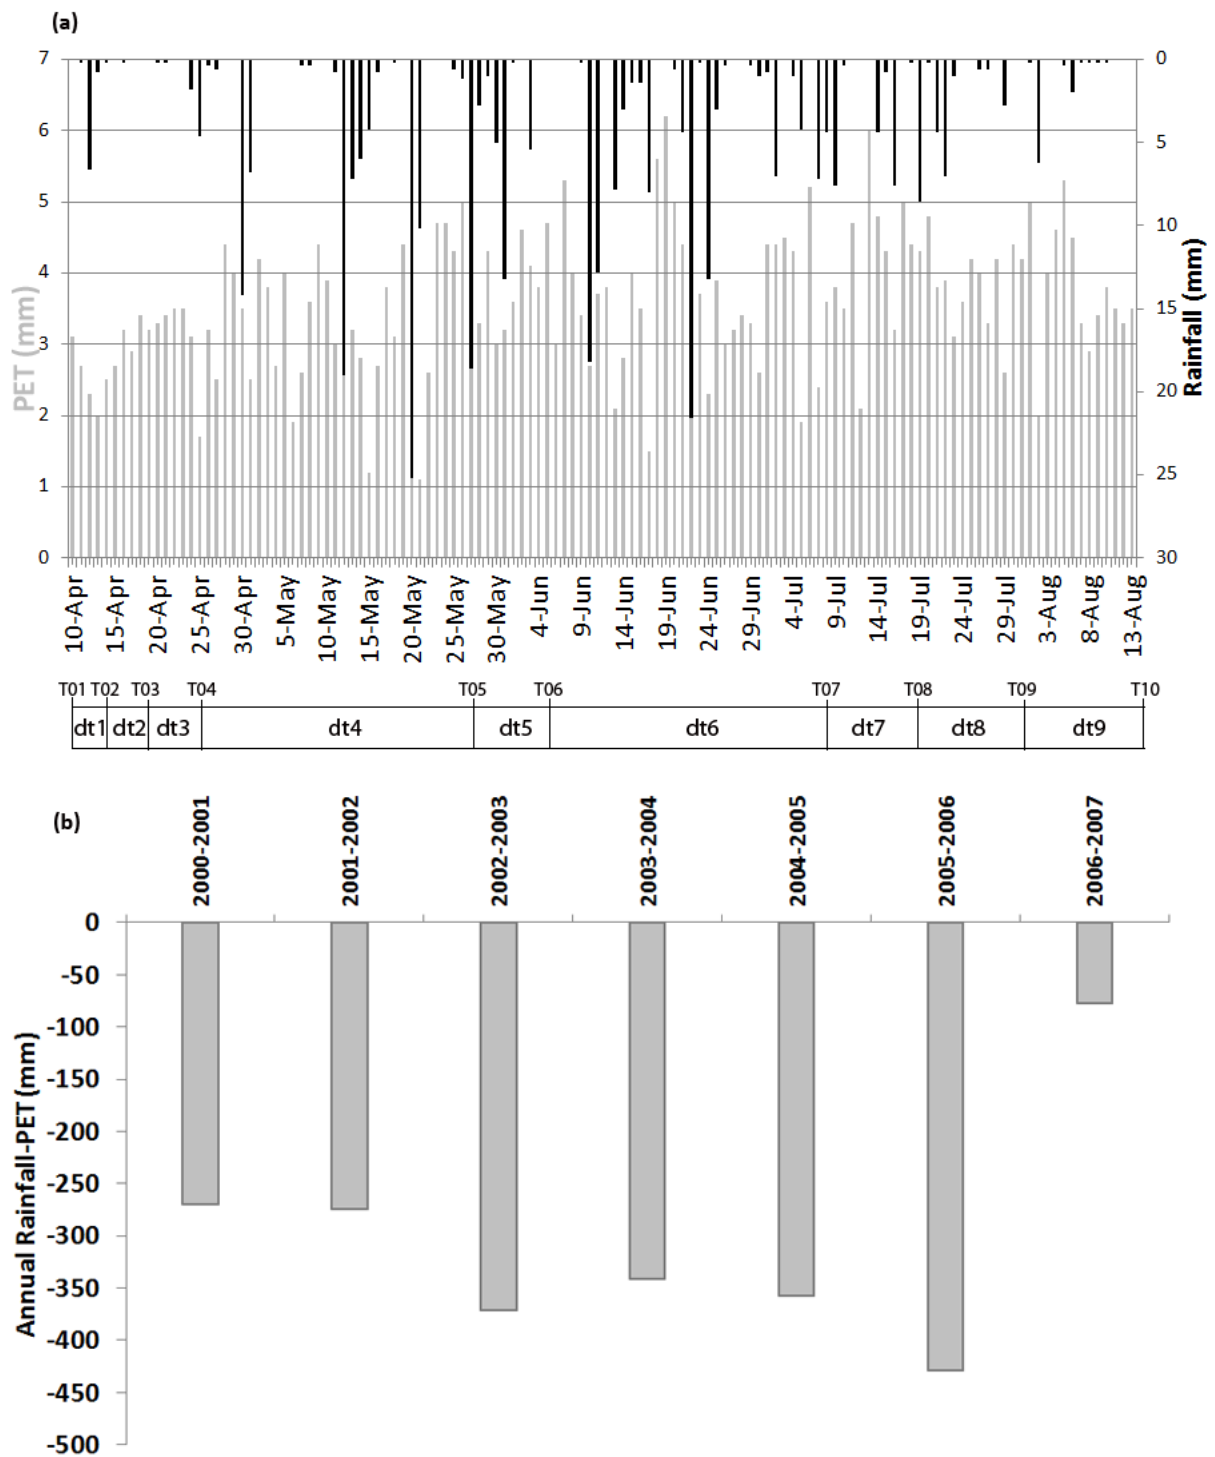 (a)
7
6
5
4
3
2
1
0
PET (mm)
0
5
10
15
20
25
30
Rainfall (mm)
10-Apr
15-Apr
20-Apr
25-Apr
30-Apr
5-May
10-May
15-May
20-May
25-May
30-May
4-Jun
9-Jun
14-Jun
19-Jun
24-Jun
29-Jun
4-Jul
9-Jul
14-Jul
19-Jul
24-Jul
29-Jul
3-Aug
8-Aug
13-Aug
T01 T02 T03 T04 T05 T06 T07 T08 T09 T10
dt1 dt2 dt3 dt4 dt5 dt6 dt7 dt8 dt9
(b)
2000-2001
2001-2002
2002-2003
2003-2004
2004-2005
2005-2006
2006-2007
0
-50
-100
-150
-200
-250
-300
-350
-400
-450
-500
Annual Rainfall-PET (mm)